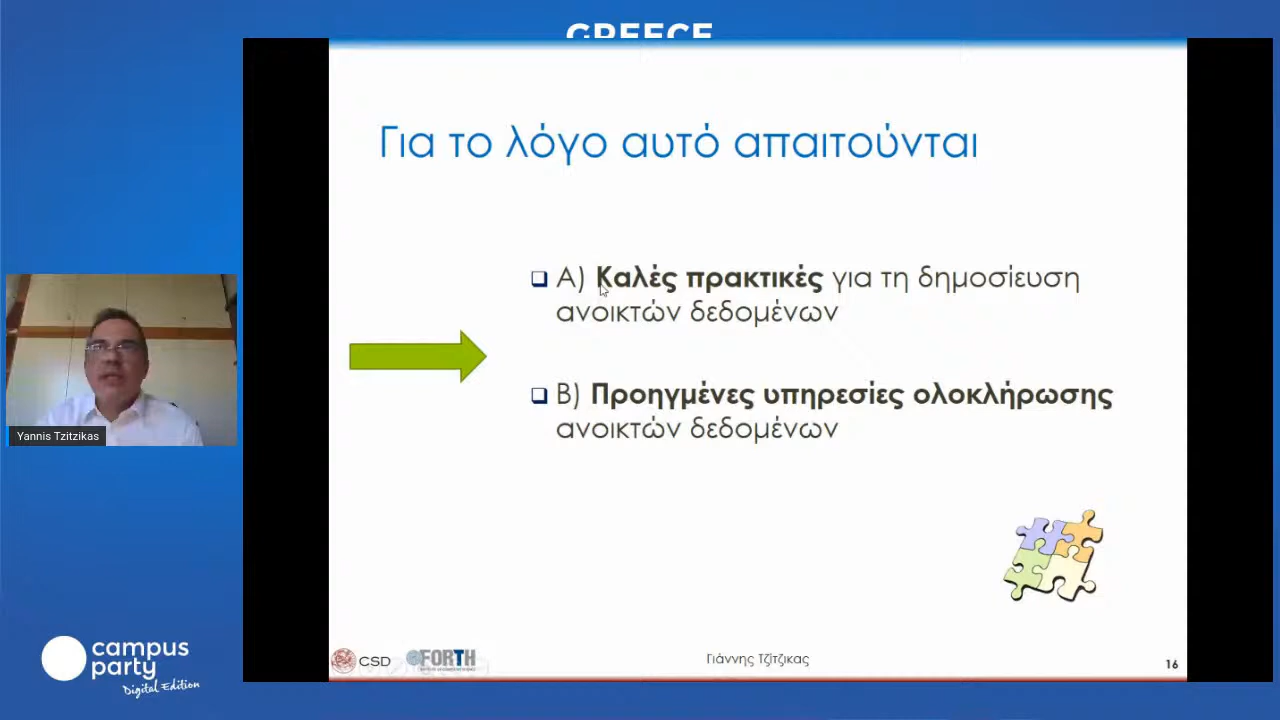 GREECE
Για το λόγο αυτό απαιτούνται
Α) Καλές πρακτικές για τη δημοσίευση
ανοικτών δεδομένων
Β) Προηγμένες υπηρεσίες ολοκλήρωσης
ανοικτών δεδομένων
Yannis Tzitzikas
campus
party
Digital Edition
CSD
FORTH
Γιάννης Τζίτζικας
16